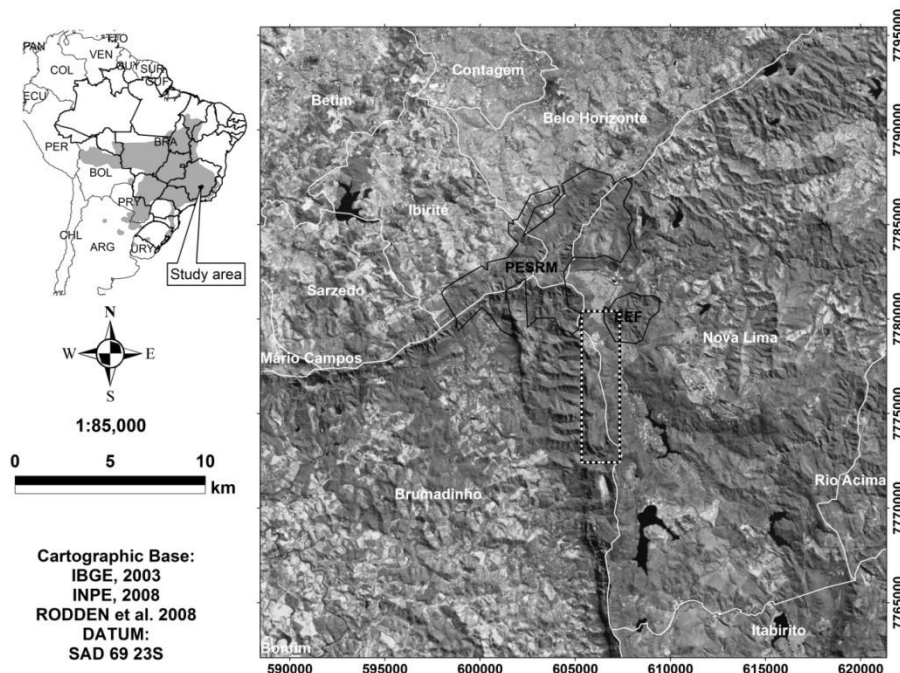 PAN
VEN
COL
GUY
SUR
GUF
ECU
PER
BRA
BOL
PRY
CHL
ARG
URY
Study area
N
W
E
S
1:85,000
0
5
10
km
Cartographic Base:
IBGE, 2003
INPE, 2008
RODDEN et al. 2008
DATUM:
SAD 69 23S
Contagem
Betim
Belo Horizonte
Ibirité
PESRM
Sarzedo
EEF
Nova Lima
Mário Campos
Brumadinho
Rio Acima
Itabirito
Bonfim
7795000
7790000
7785000
7780000
7775000
7770000
7765000
590000
595000
600000
605000
610000
615000
620000